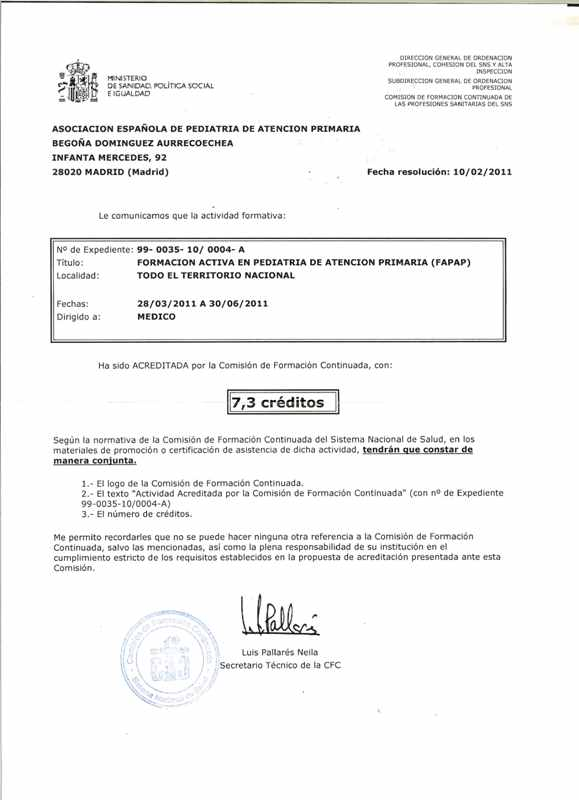 MINISTERIO
DE SANIDAD, POLÍTICA SOCIAL
E IGUALDAD
DIRECCIÓN GENERAL DE ORDENACION
PROFESIONAL, COHESION DEL SNS Y ALTA
INSPECCION
SUBDIRECCION GENERAL DE ORDENACION
PROFESIONAL
COMISION DE FORMACION CONTINUADA DE
LAS PROFESIONES SANITARIAS DEL SNS
ASOCIACION ESPAÑOLA DE PEDIATRIA DE ATENCION PRIMARIA
BEGOÑA DOMINGUEZ AURRECOECHEA
INFANTA MERCEDES, 92
28020 MADRID (Madrid)
Fecha resolución: 10/02/2011
Le comunicamos que la actividad formativa:
Nº de Expediente: 99- 0035- 10/ 0004- A
Título: FORMACION ACTIVA EN PEDIATRIA DE ATENCION PRIMARIA (FAPAP)
Localidad: TODO EL TERRITORIO NACIONAL
Fechas: 28/03/2011 A 30/06/2011
Dirigido a: MEDICO
Ha sido ACREDITADA por la Comisión de Formación Continuada, con:
7,3 créditos
Según la normativa de la Comisión de Formación Continuada del Sistema Nacional de Salud, en los
materiales de promoción o certificación de asistencia de dicha actividad, tendrán que constar de
manera conjunta.
1.- El logo de la Comisión de Formación Continuada.
2.- El texto "Actividad Acreditada por la Comisión de Formación Continuada" (con nº de Expediente
99-0035-10/0004-A)
3.- El número de créditos.
Me permito recordarles que no se puede hacer ninguna otra referencia a la Comisión de Formación
Continuada, salvo las mencionadas, así como la plena responsabilidad de su institución en el
cumplimiento estricto de los requisitos establecidos en la propuesta de acreditación presentada ante esta
Comisión.
Luis Pallarés Neila
Secretario Técnico de la CFC
Comisión de Formación Continuada
Sistema Nacional de Salud